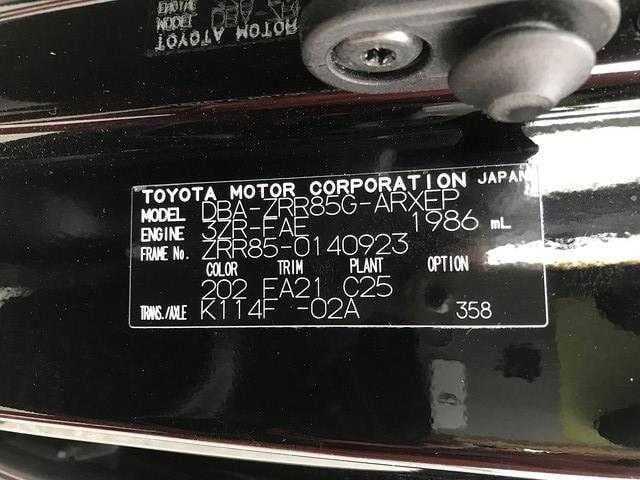 TOYOTA MOTOR CORPORATION JAPAN
MODEL DBA-ZRR85G-ARXEP
ENGINE 3ZR-FAE 1986 mL.
FRAME No. ZRR85-0140923
COLOR TRIM PLANT OPTION
202 FA21 C25
TRANS./AXLE K114F -02A 358